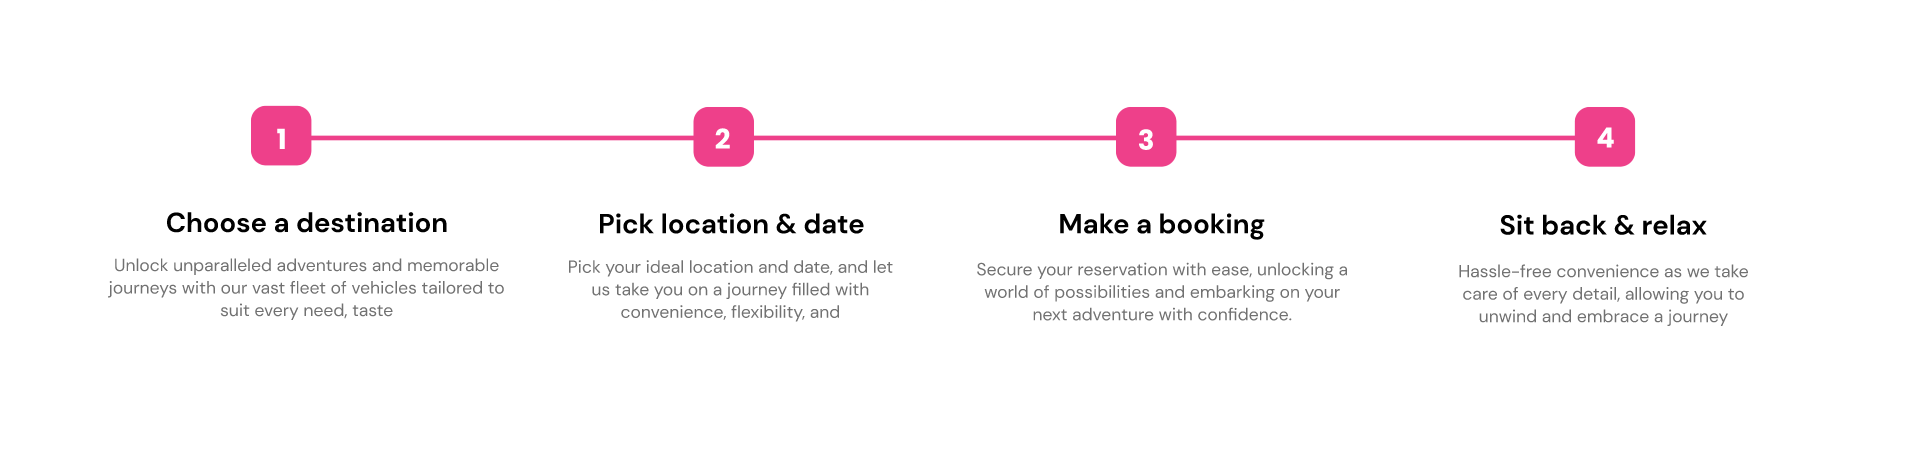 1
Choose a destination
Unlock unparalleled adventures and memorable
journeys with our vast fleet of vehicles tailored to
suit every need, taste
2
Pick location & date
Pick your ideal location and date, and let
us take you on a journey filled with
convenience, flexibility, and
3
Make a booking
Secure your reservation with ease, unlocking a
world of possibilities and embarking on your
next adventure with confidence.
4
Sit back & relax
Hassle-free convenience as we take
care of every detail, allowing you to
unwind and embrace a journey